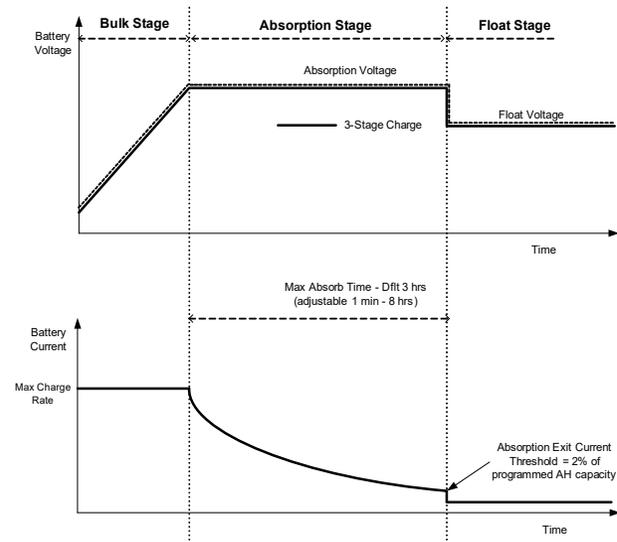 Bulk Stage
Absorption Stage
Float Stage
Battery
Voltage
Absorption Voltage
Float Voltage
3-Stage Charge
Time
Max Absorb Time - Dflt 3 hrs
(adjustable 1 min - 8 hrs)
Battery
Current
Max Charge
Rate
Absorption Exit Current
Threshold = 2% of
programmed AH capacity
Time